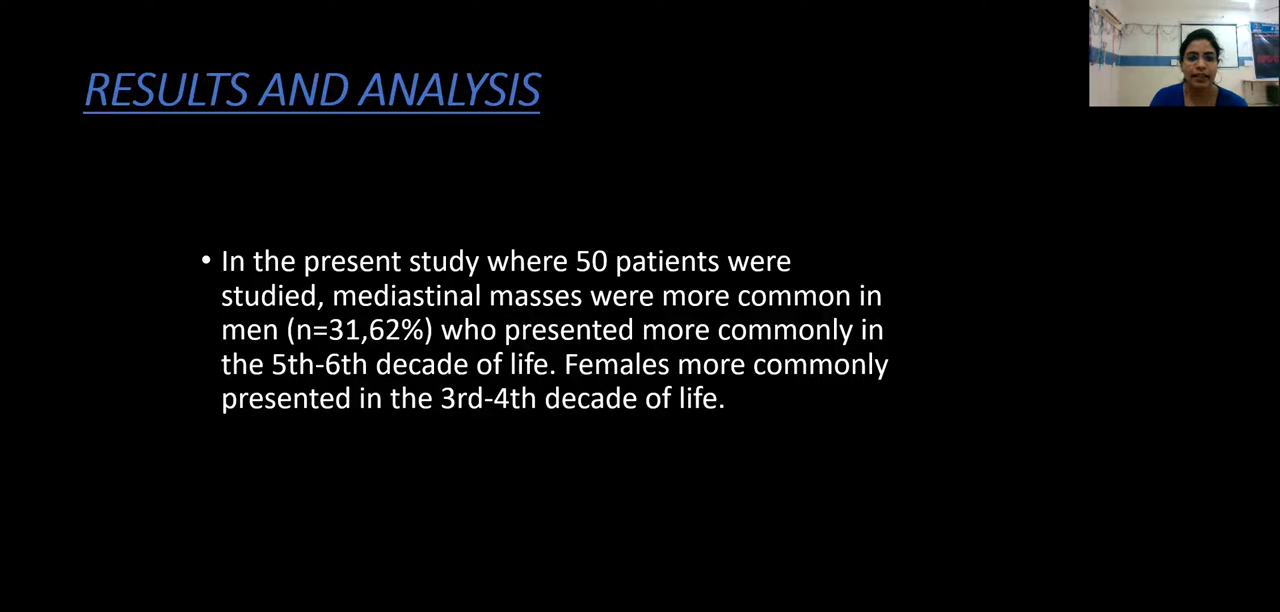 RESULTS AND ANALYSIS
• In the present study where 50 patients were
studied, mediastinal masses were more common in
men (n=31,62%) who presented more commonly in
the 5th-6th decade of life. Females more commonly
presented in the 3rd-4th decade of life.